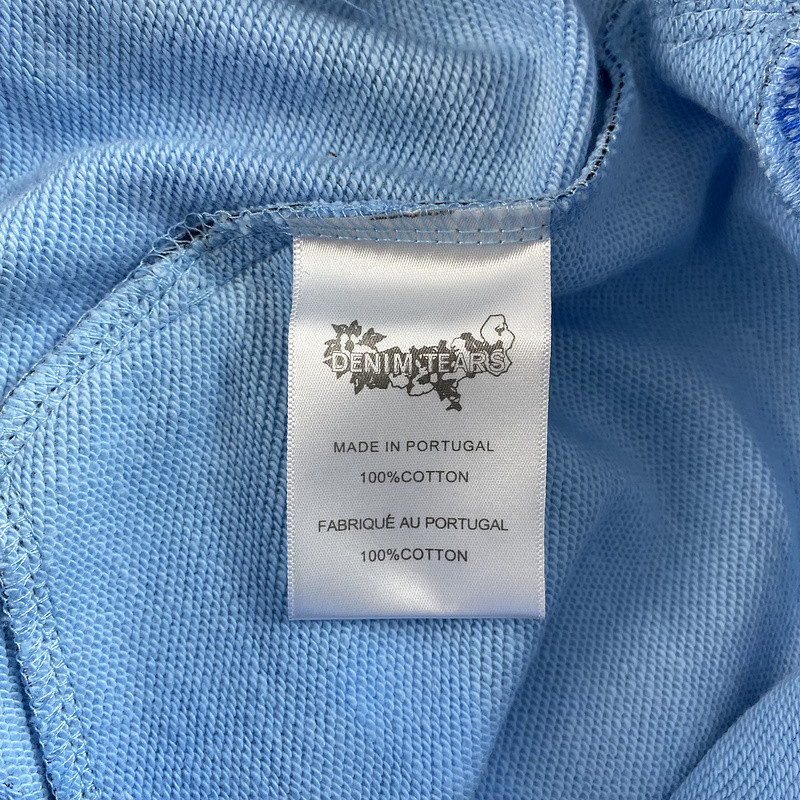 DENIM TEARS
MADE IN PORTUGAL
100%COTTON
FABRIQUÉ AU PORTUGAL
100%COTTON